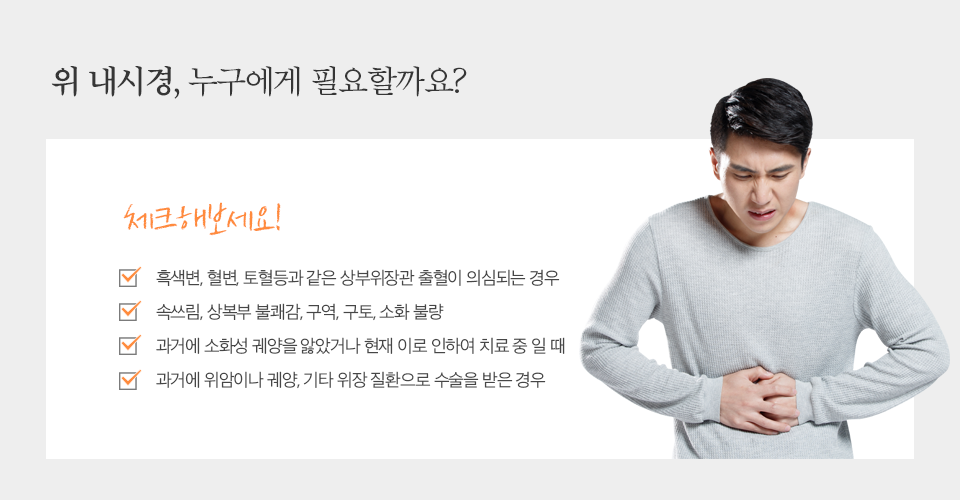 위 내시경, 누구에게 필요할까요?
체크해보세요!
흑색변, 혈변, 토혈등과 같은 상부위장관 출혈이 의심되는 경우
속쓰림, 상복부 불쾌감, 구역, 구토, 소화 불량
과거에 소화성 궤양을 앓았거나 현재 이로 인하여 치료 중 일 때
과거에 위암이나 궤양, 기타 위장 질환으로 수술을 받은 경우